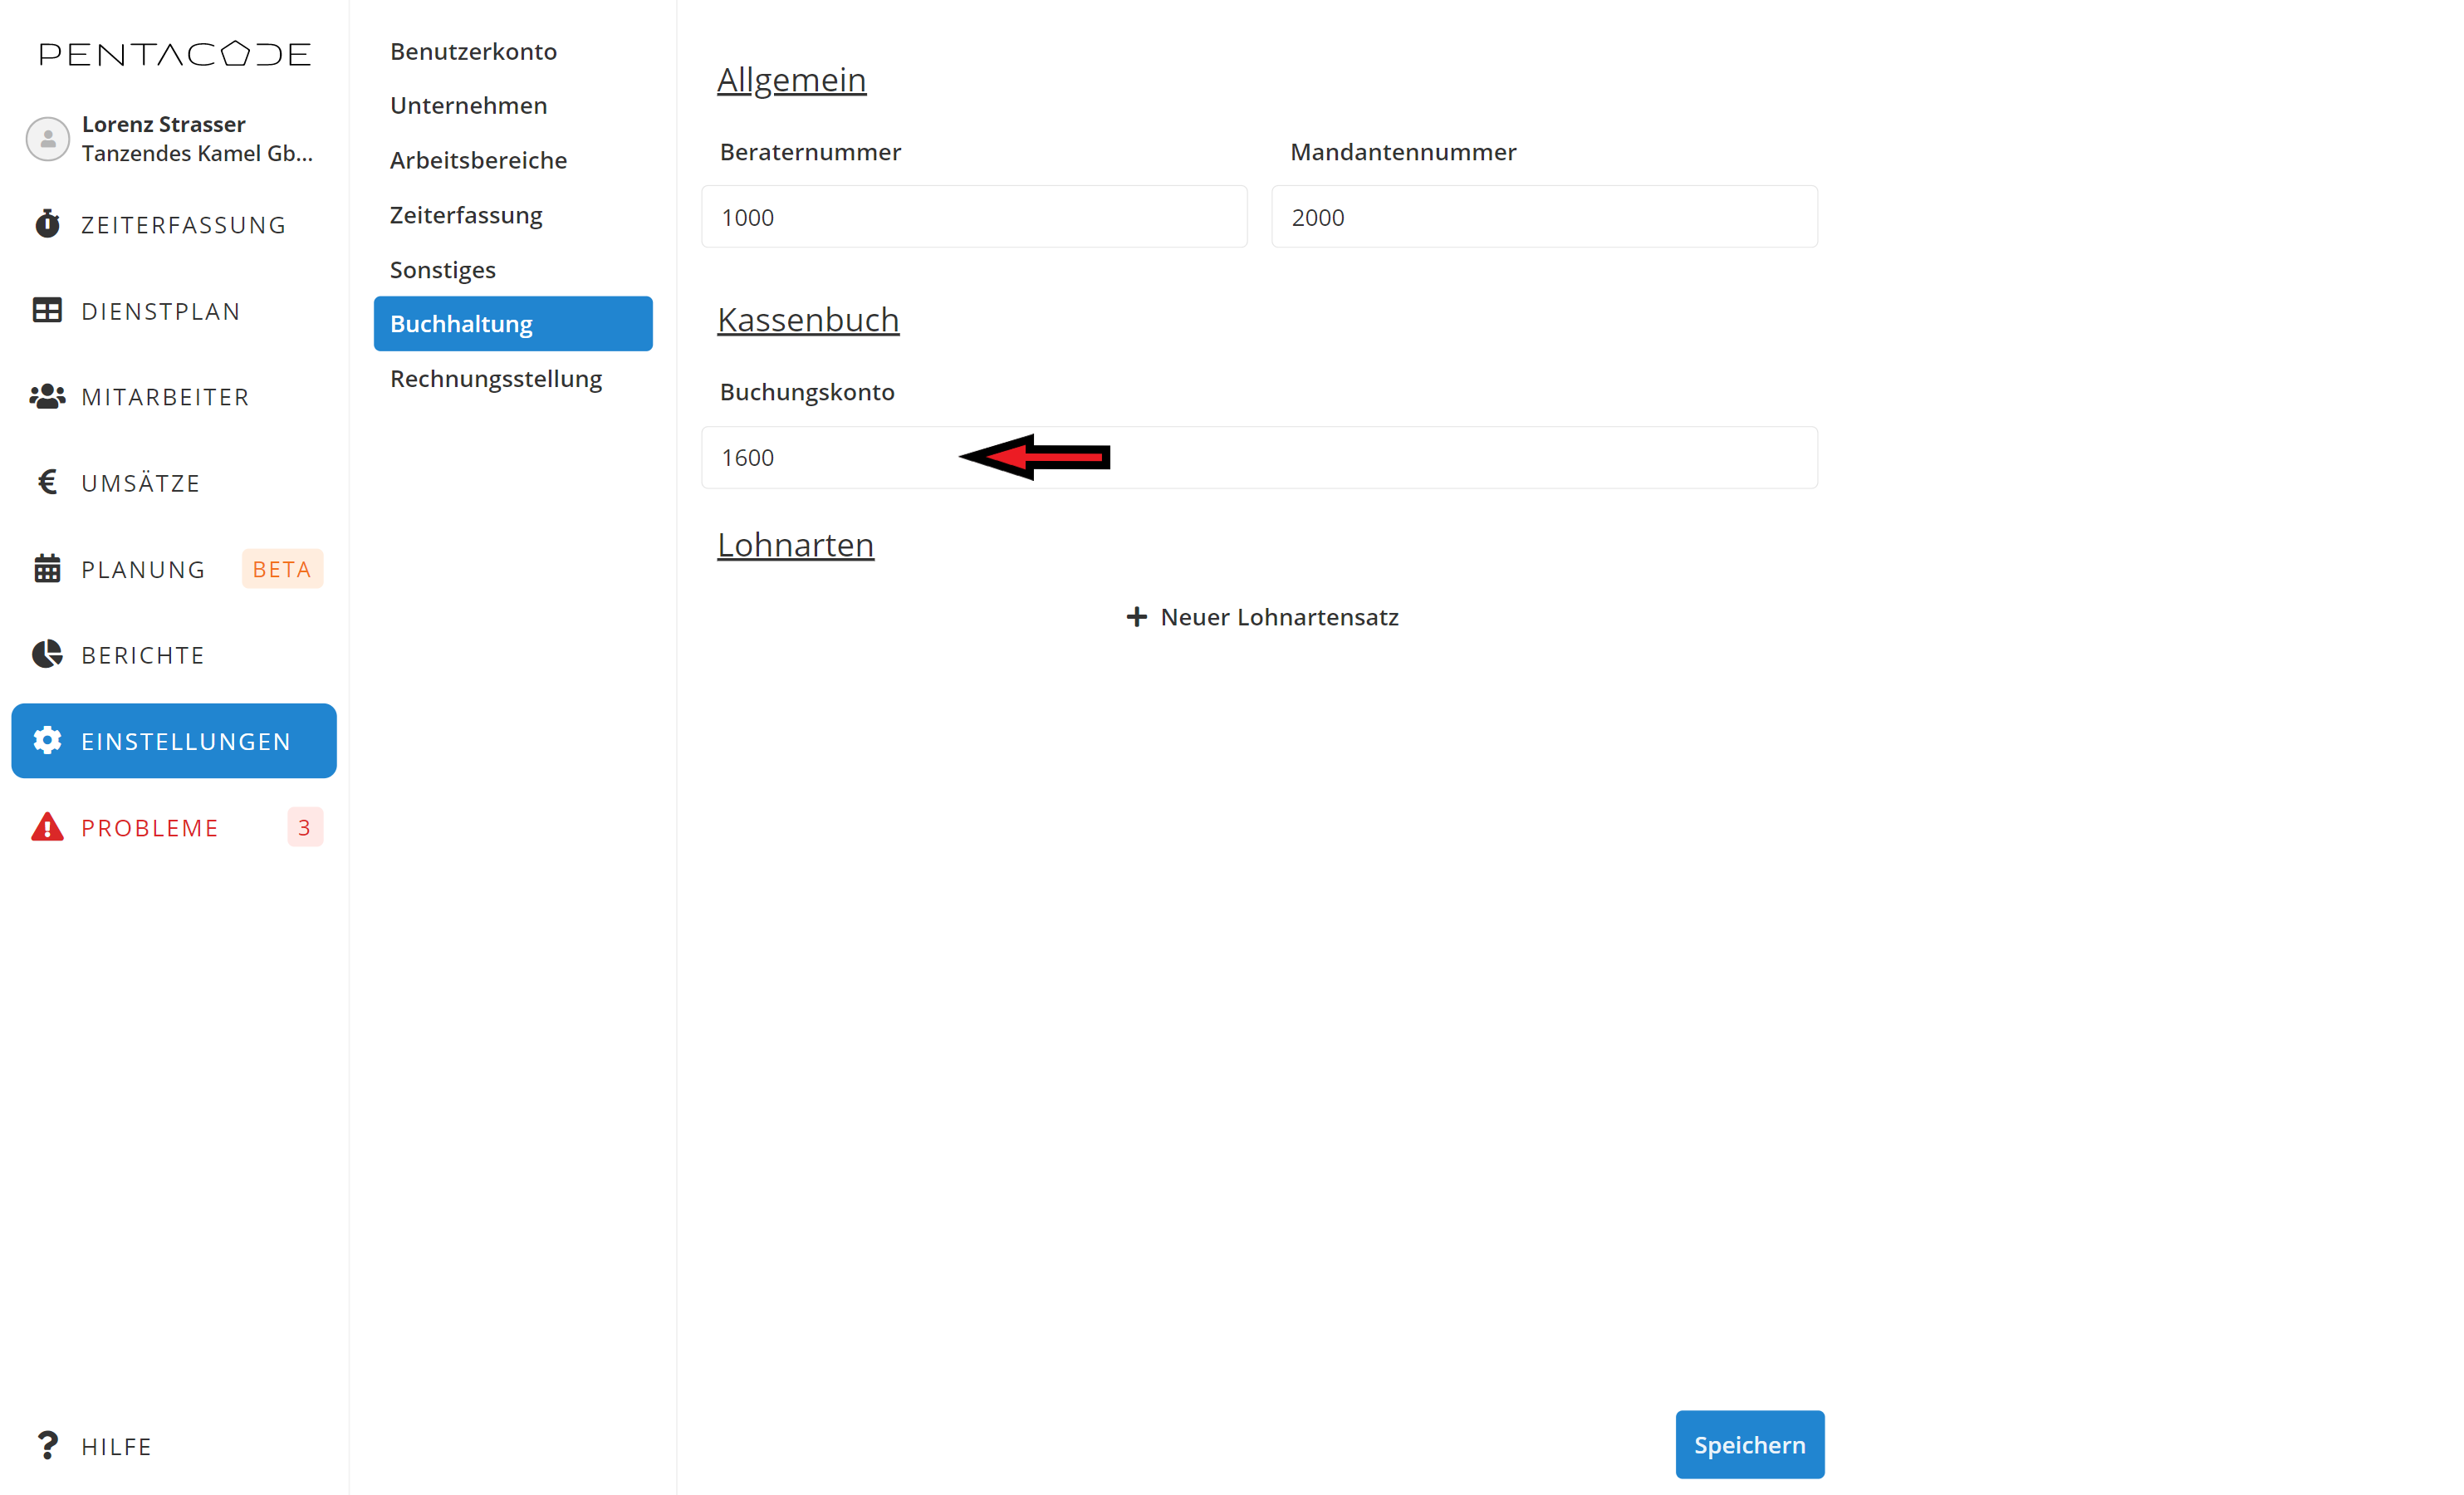 PENTACODE
Lorenz Strasser
Tanzendes Kamel Gb...
ZEITERFASSUNG
DIENSTPLAN
MITARBEITER
UMSÄTZE
PLANUNG BETA
BERICHTE
EINSTELLUNGEN
PROBLEME 3
HILFE
Benutzerkonto
Unternehmen
Arbeitsbereiche
Zeiterfassung
Sonstiges
Buchhaltung
Rechnungsstellung
Allgemein
Beraternummer Mandantennummer
1000 2000
Kassenbuch
Buchungskonto
1600
Lohnarten
Neuer Lohnartensatz
Speichern